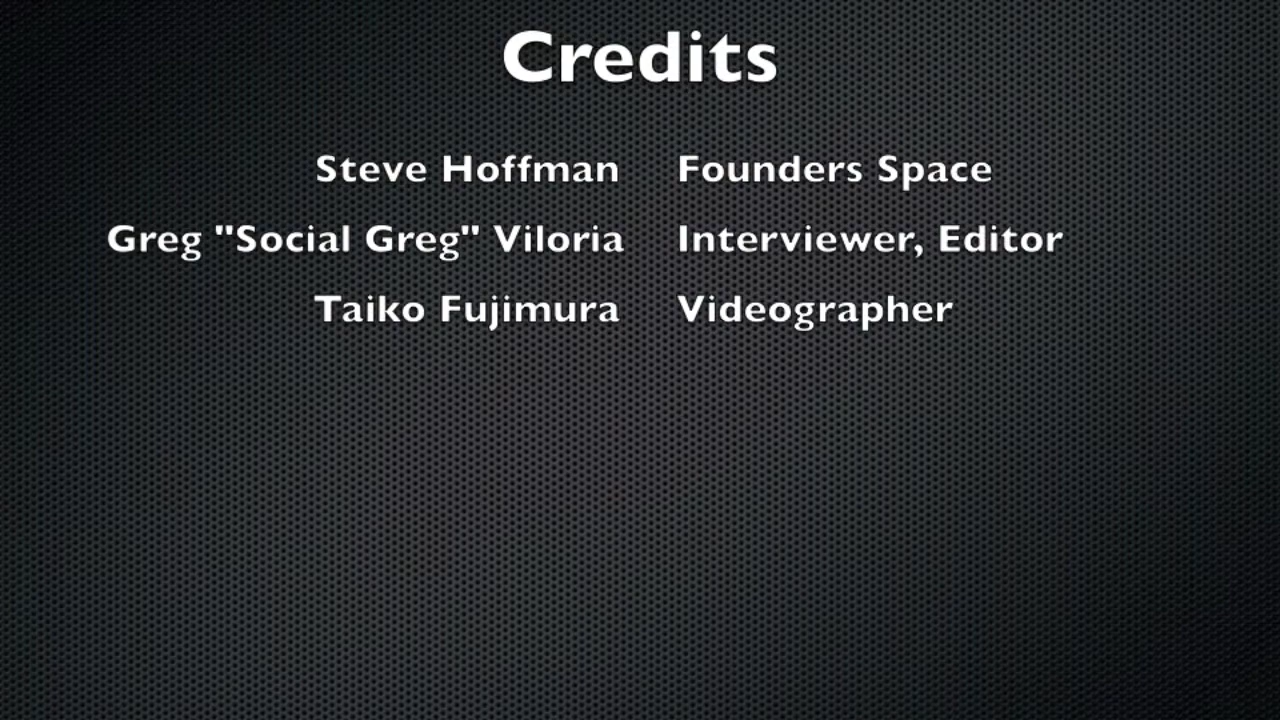 Credits
Steve Hoffman Founders Space
Greg "Social Greg" Viloria Interviewer, Editor
Taiko Fujimura Videographer